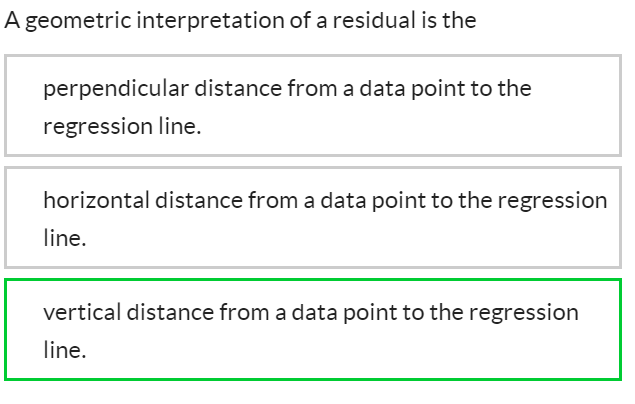 A geometric interpretation of a residual is the
perpendicular distance from a data point to the
regression line.
horizontal distance from a data point to the regression
line.
vertical distance from a data point to the regression
line.